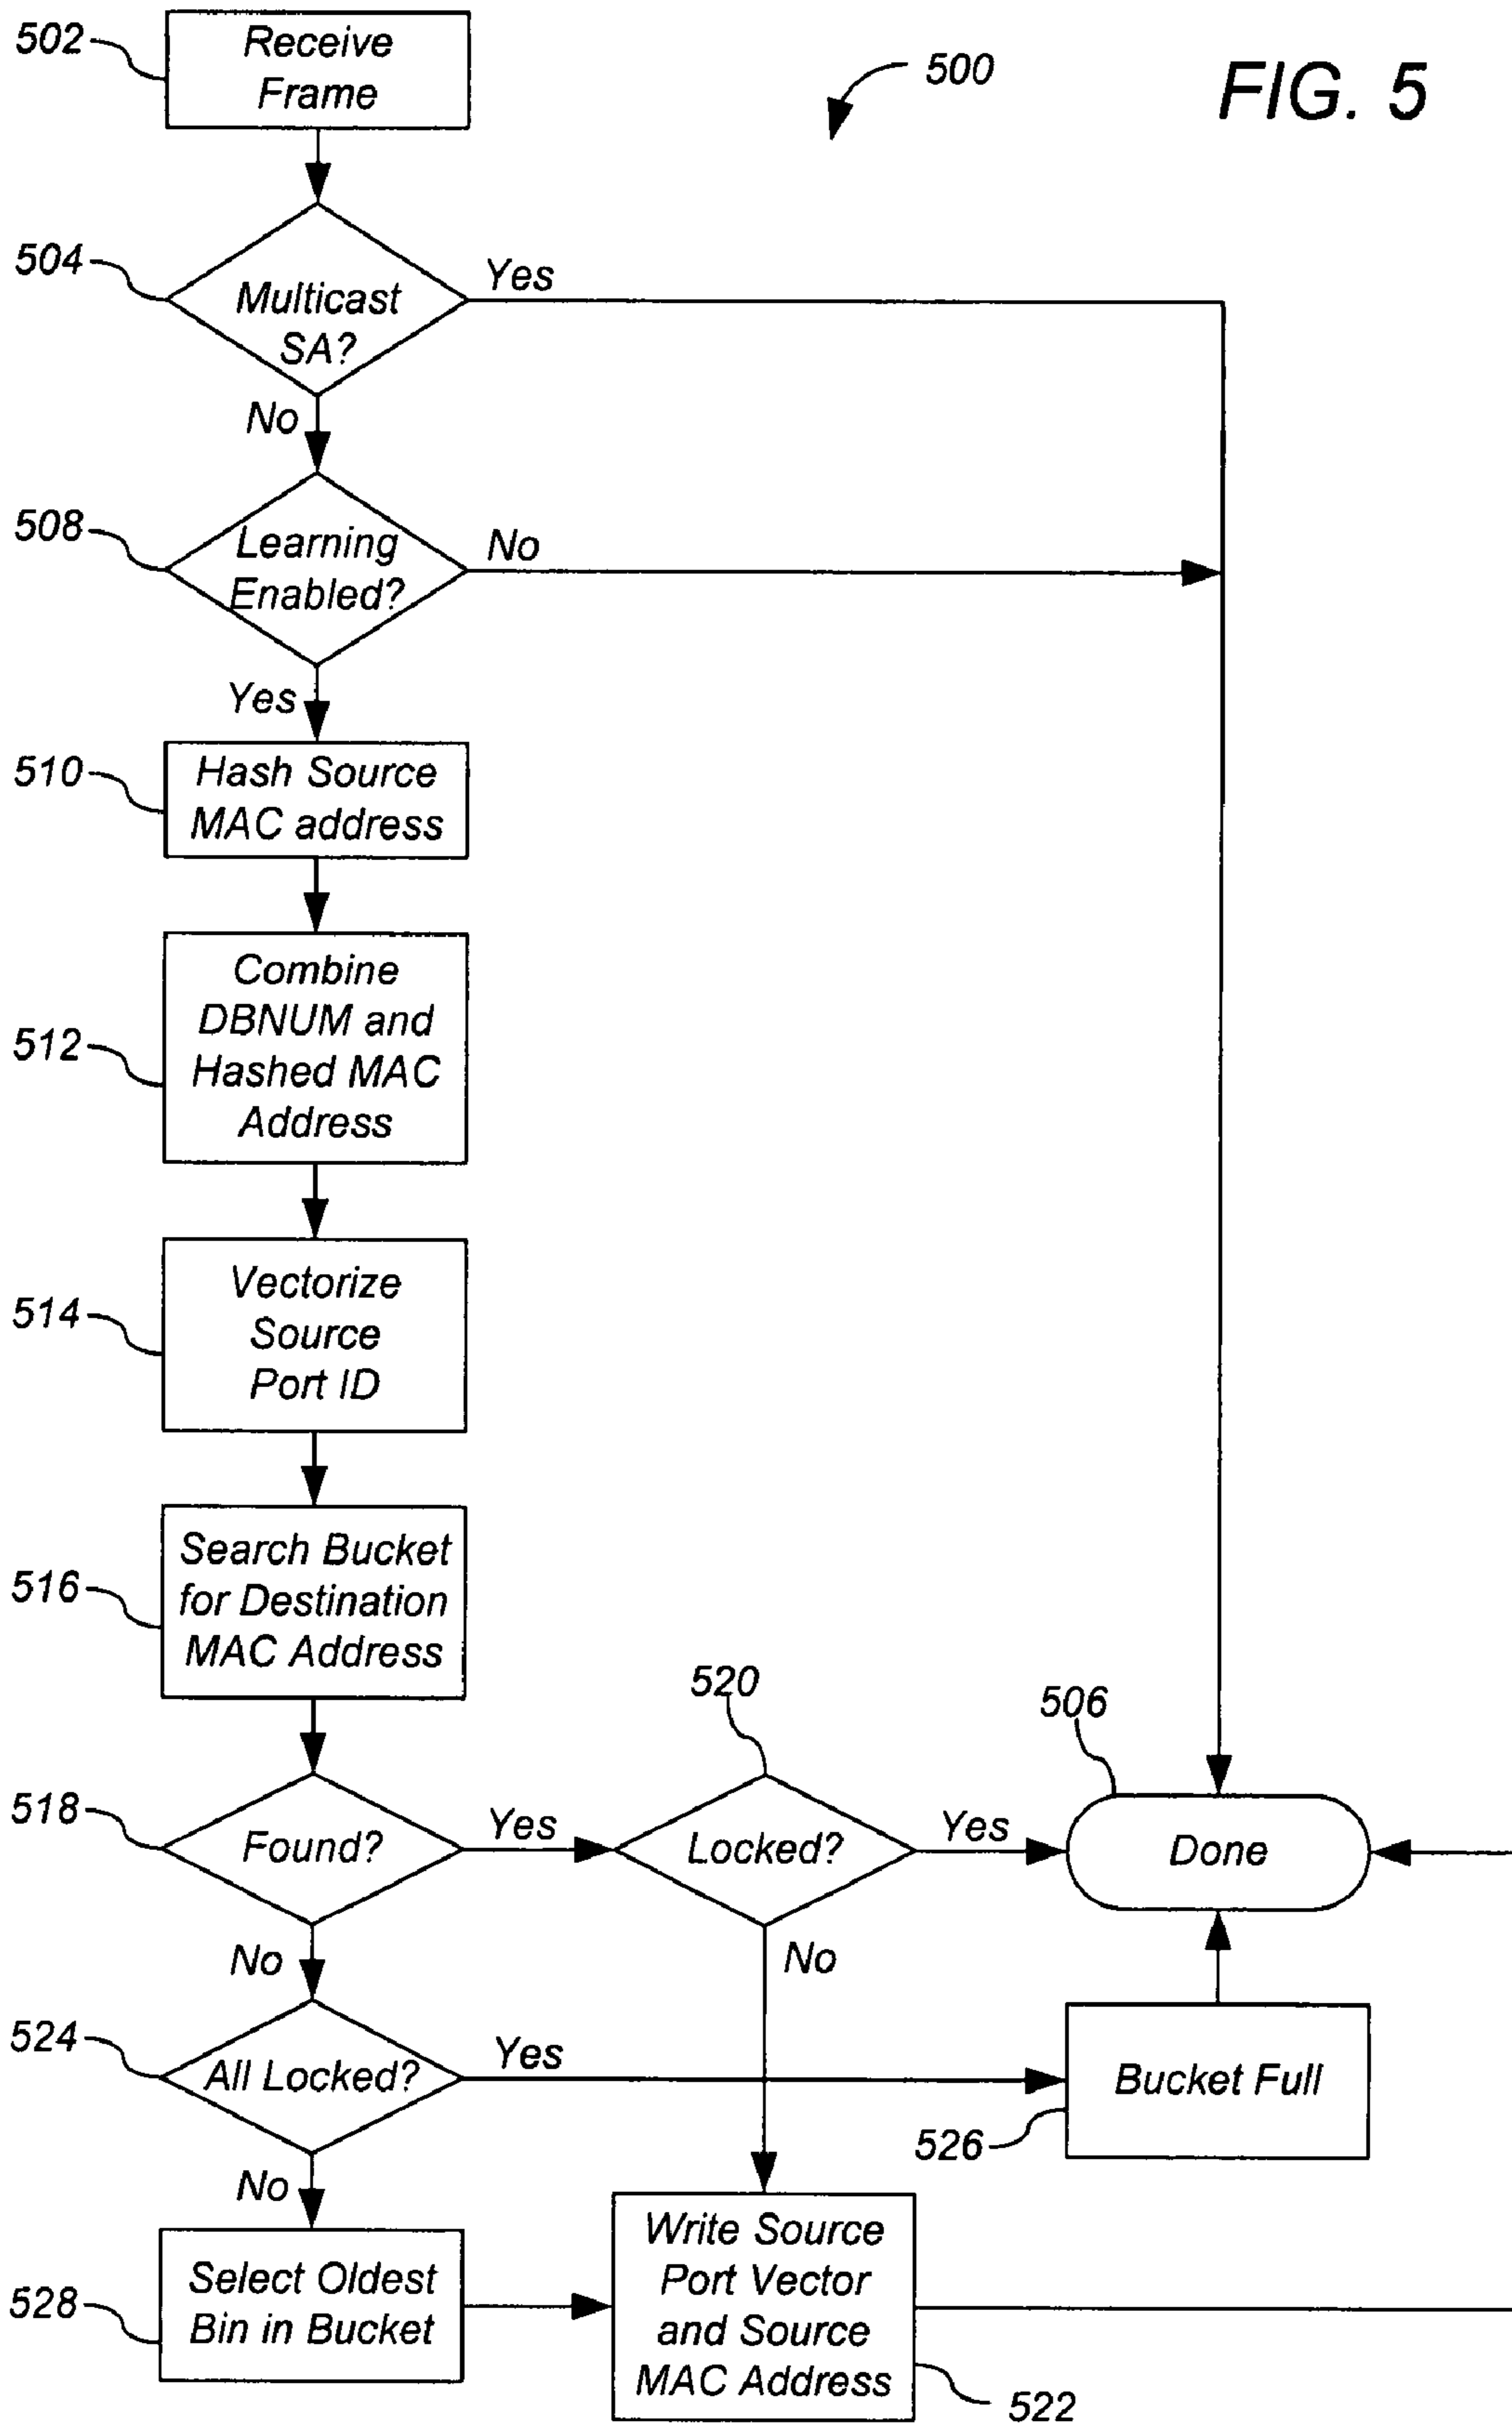 FIG. 5
500
502
Receive
Frame
504
Multicast
SA?
Yes
No
508
Learning
Enabled?
No
Yes
510
Hash Source
MAC address
512
Combine
DBNUM and
Hashed MAC
Address
514
Vectorize
Source
Port ID
516
Search Bucket
for Destination
MAC Address
518
Found?
Yes
No
520
Locked?
Yes
No
506
Done
524
All Locked?
Yes
No
526
Bucket Full
528
Select Oldest
Bin in Bucket
Write Source
Port Vector
and Source
MAC Address
522